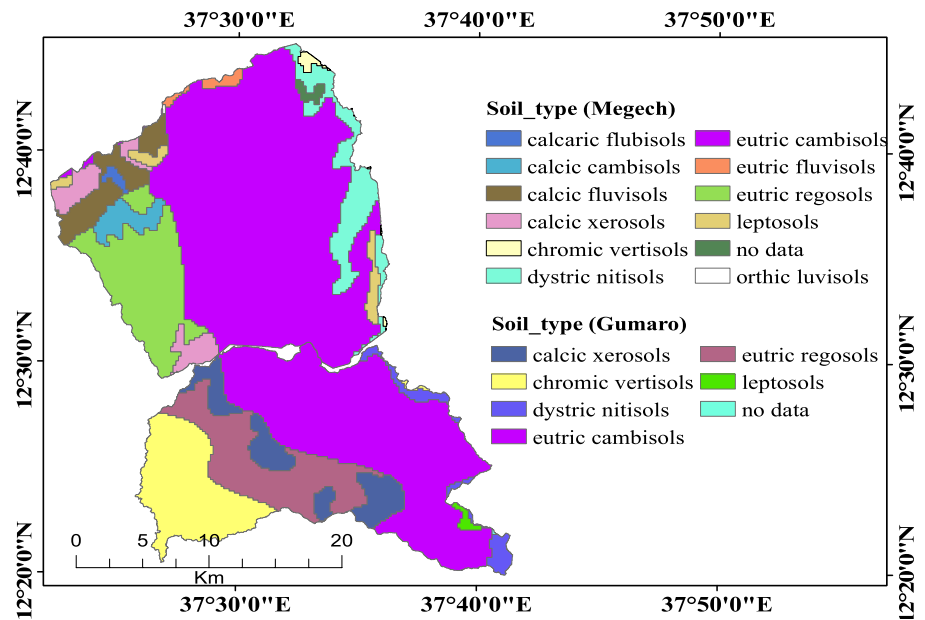 37°30'0"E 37°40'0"E 37°50'0"E
12°40'0"N
12°30'0"N
12°20'0"N
Soil_type (Megech)
calcaric flubisols eutric cambisols
calcic cambisols eutric fluvisols
calcic fluvisols eutric regosols
calcic xerosols leptosols
chromic vertisols no data
dystric nitisols orthic luvisols
Soil_type (Gumaro)
calcic xerosols eutric regosols
chromic vertisols leptosols
dystric nitisols no data
eutric cambisols
12°40'0"N
12°30'0"N
12°20'0"N
0 5 10 20
Km
37°30'0"E 37°40'0"E 37°50'0"E